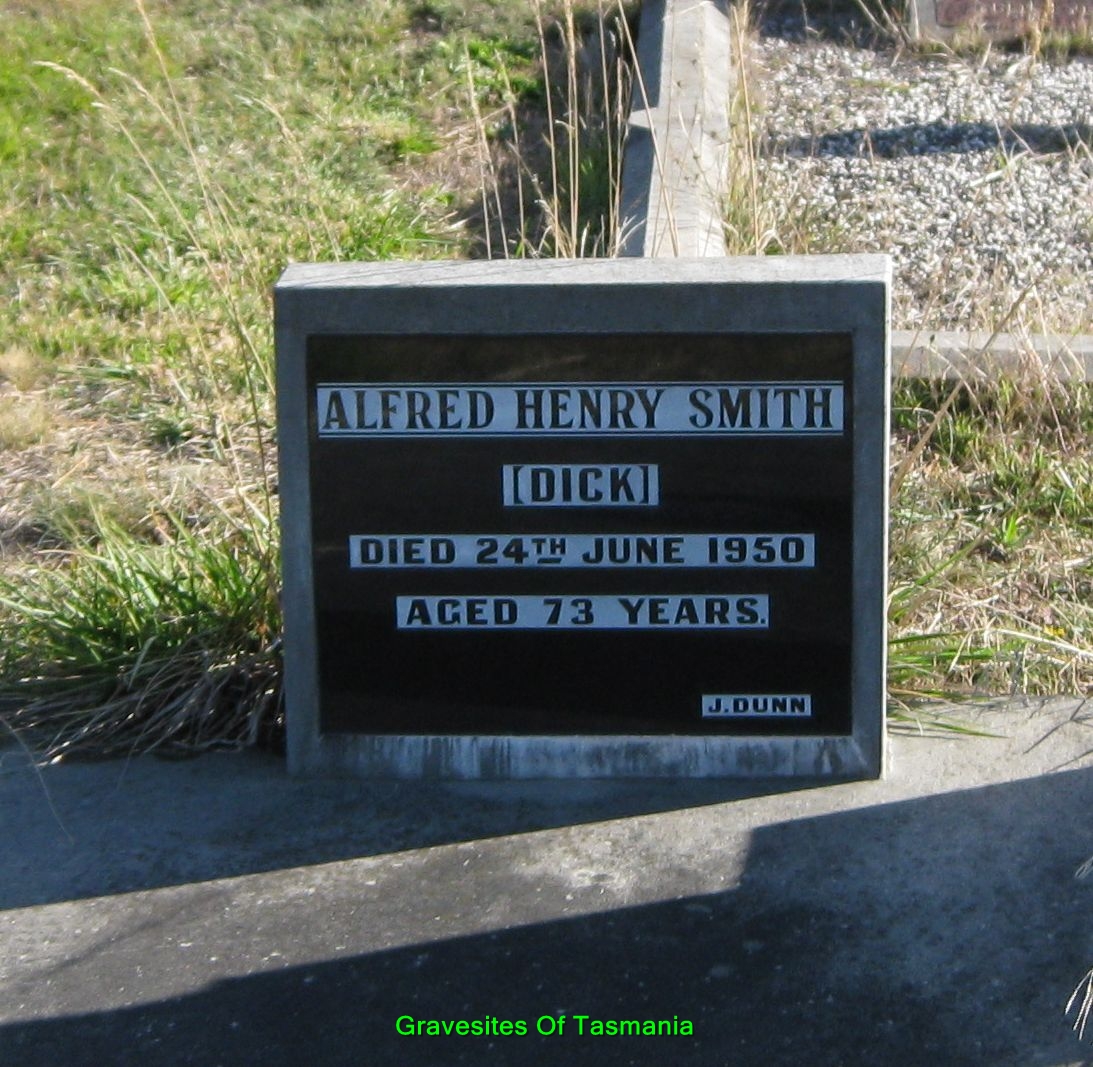 ALFRED HENRY SMITH
[DICK]
DIED 24TH JUNE 1950
AGED 73 YEARS.
J.DUNN
Gravesites Of Tasmania